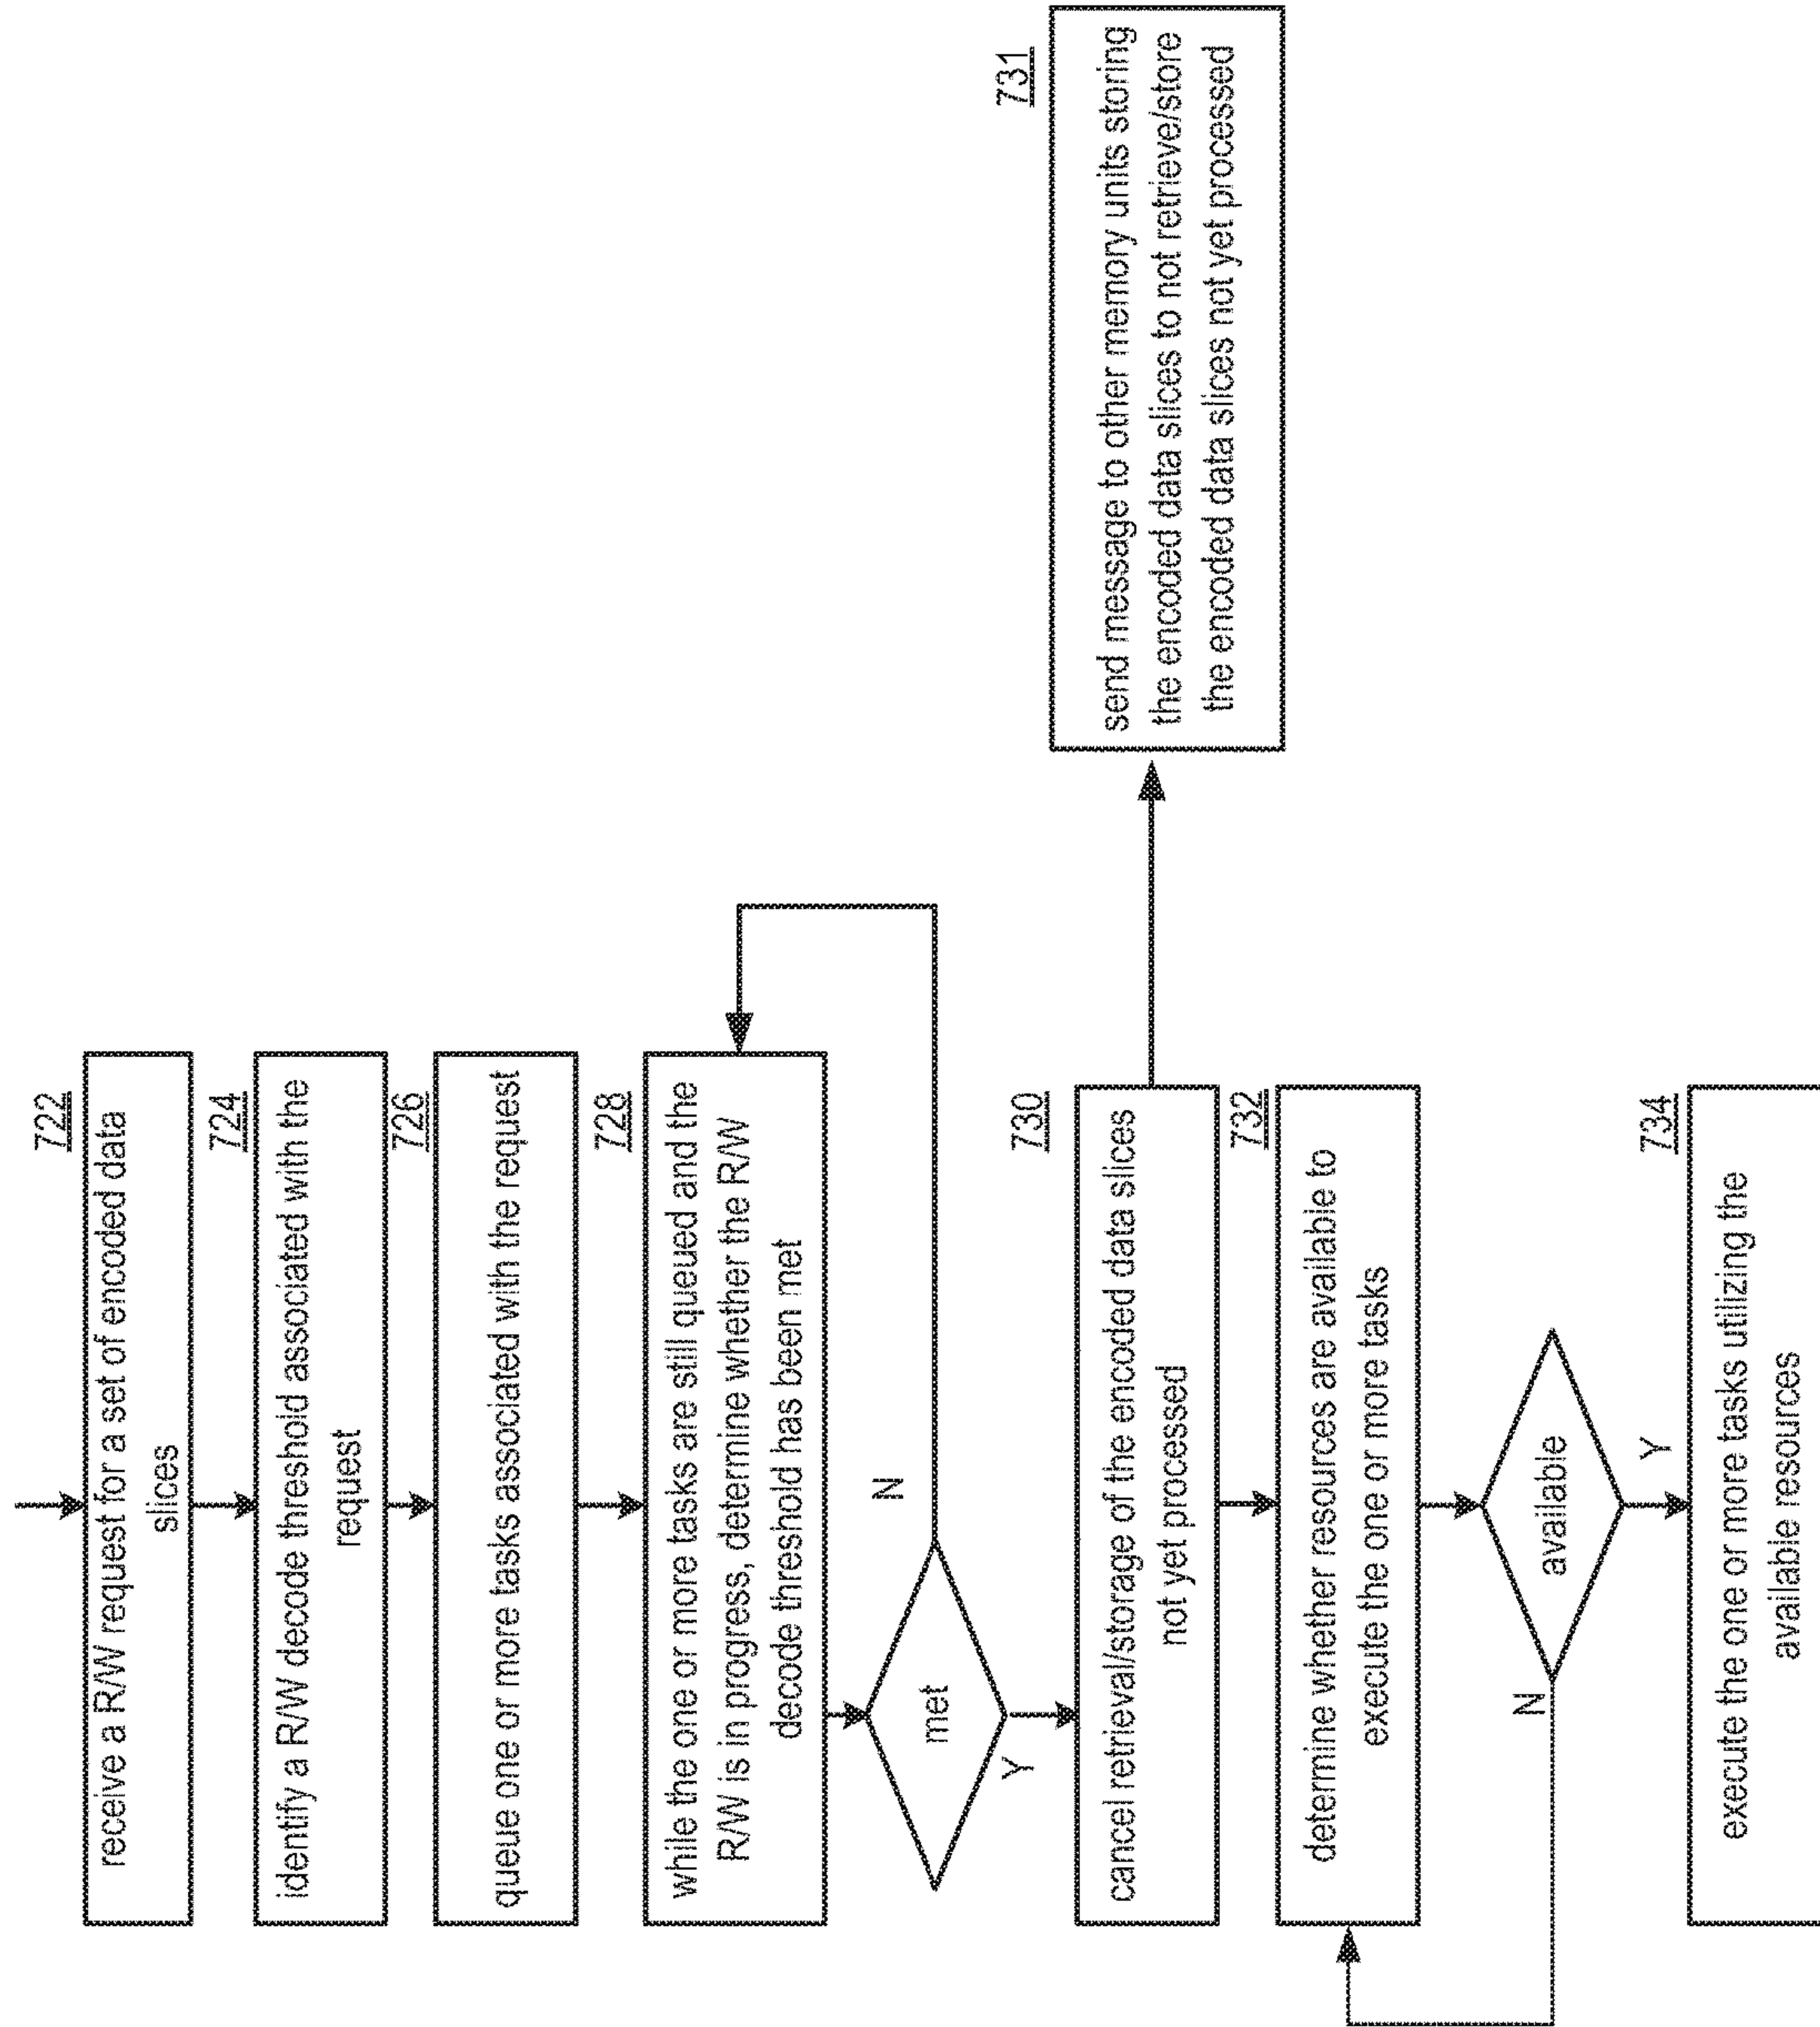 722
receive a R/W request for a set of encoded data
slices
724
identify a R/W decode threshold associated with the
request
726
queue one or more tasks associated with the request
728
while the one or more tasks are still queued and the
R/W is in progress, determine whether the R/W
decode threshold has been met
met
N
Y
730
cancel retrieval/storage of the encoded data slices
not yet processed
731
send message to other memory units storing
the encoded data slices to not retrieve/store
the encoded data slices not yet processed
732
determine whether resources are available to
execute the one or more tasks
available
N
Y
734
execute the one or more tasks utilizing the
available resources